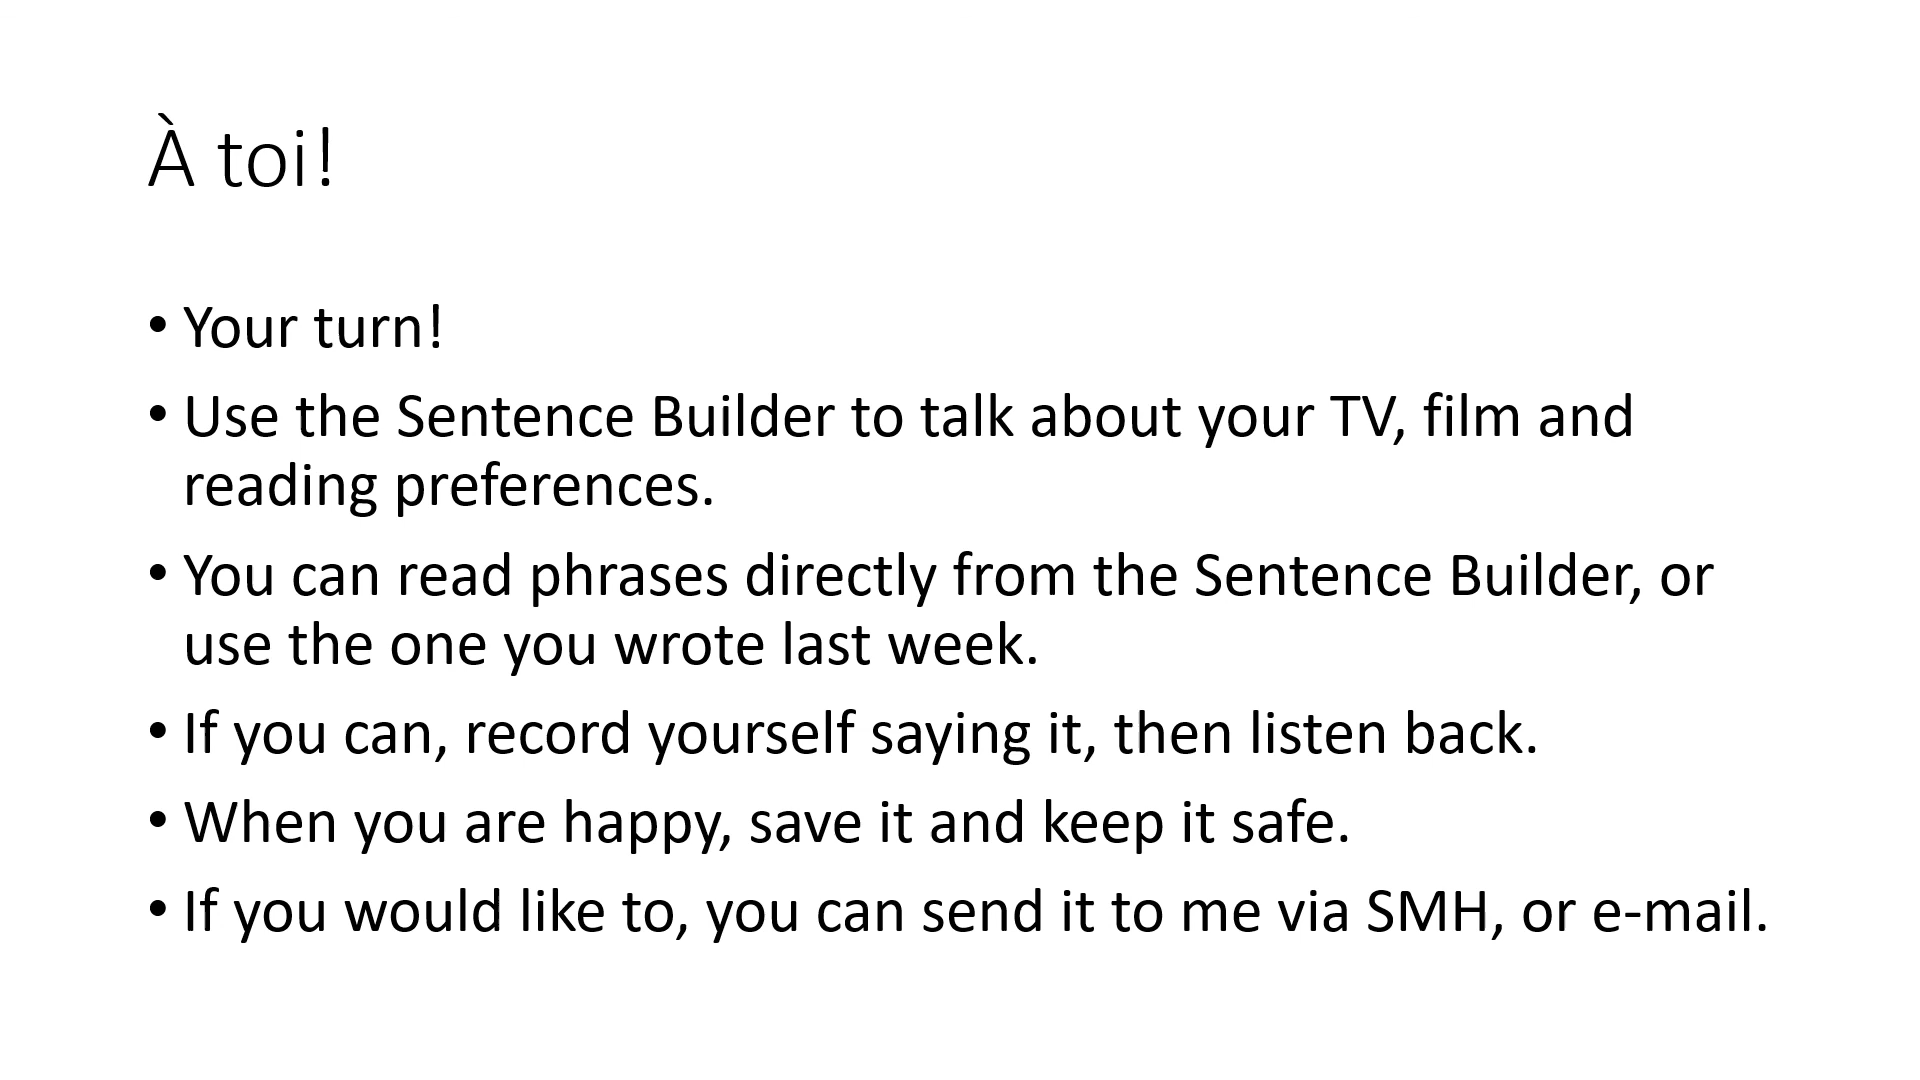 À toi!
• Your turn!
• Use the Sentence Builder to talk about your TV, film and
reading preferences.
• You can read phrases directly from the Sentence Builder, or
use the one you wrote last week.
• If you can, record yourself saying it, then listen back.
• When you are happy, save it and keep it safe.
• If you would like to, you can send it to me via SMH, or e-mail.